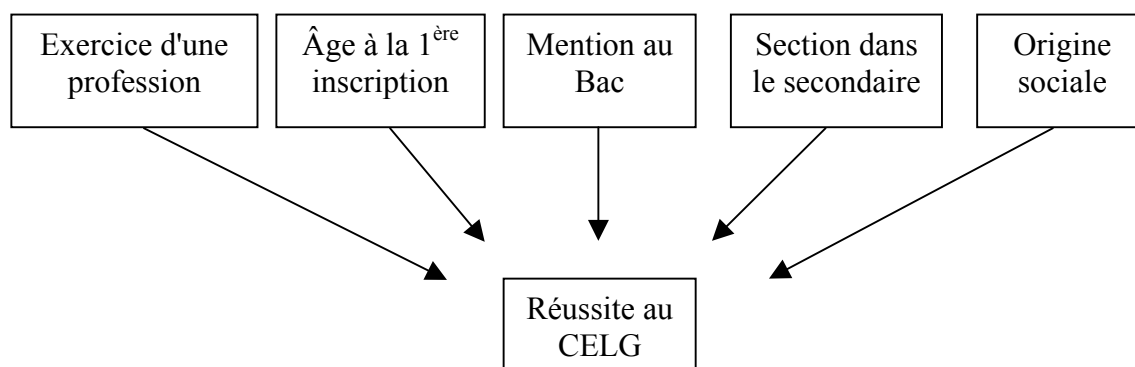 Exercice d'une
profession
Âge à la 1ère
inscription
Mention au
Bac
Section dans
le secondaire
Origine
sociale
Réussite au
CELG